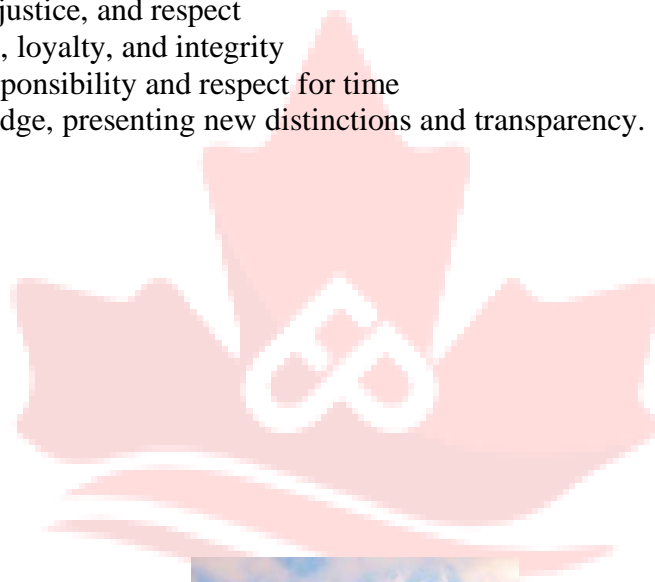 justice, and respect
, loyalty, and integrity
ponsibility and respect for time
dge, presenting new distinctions and transparency.